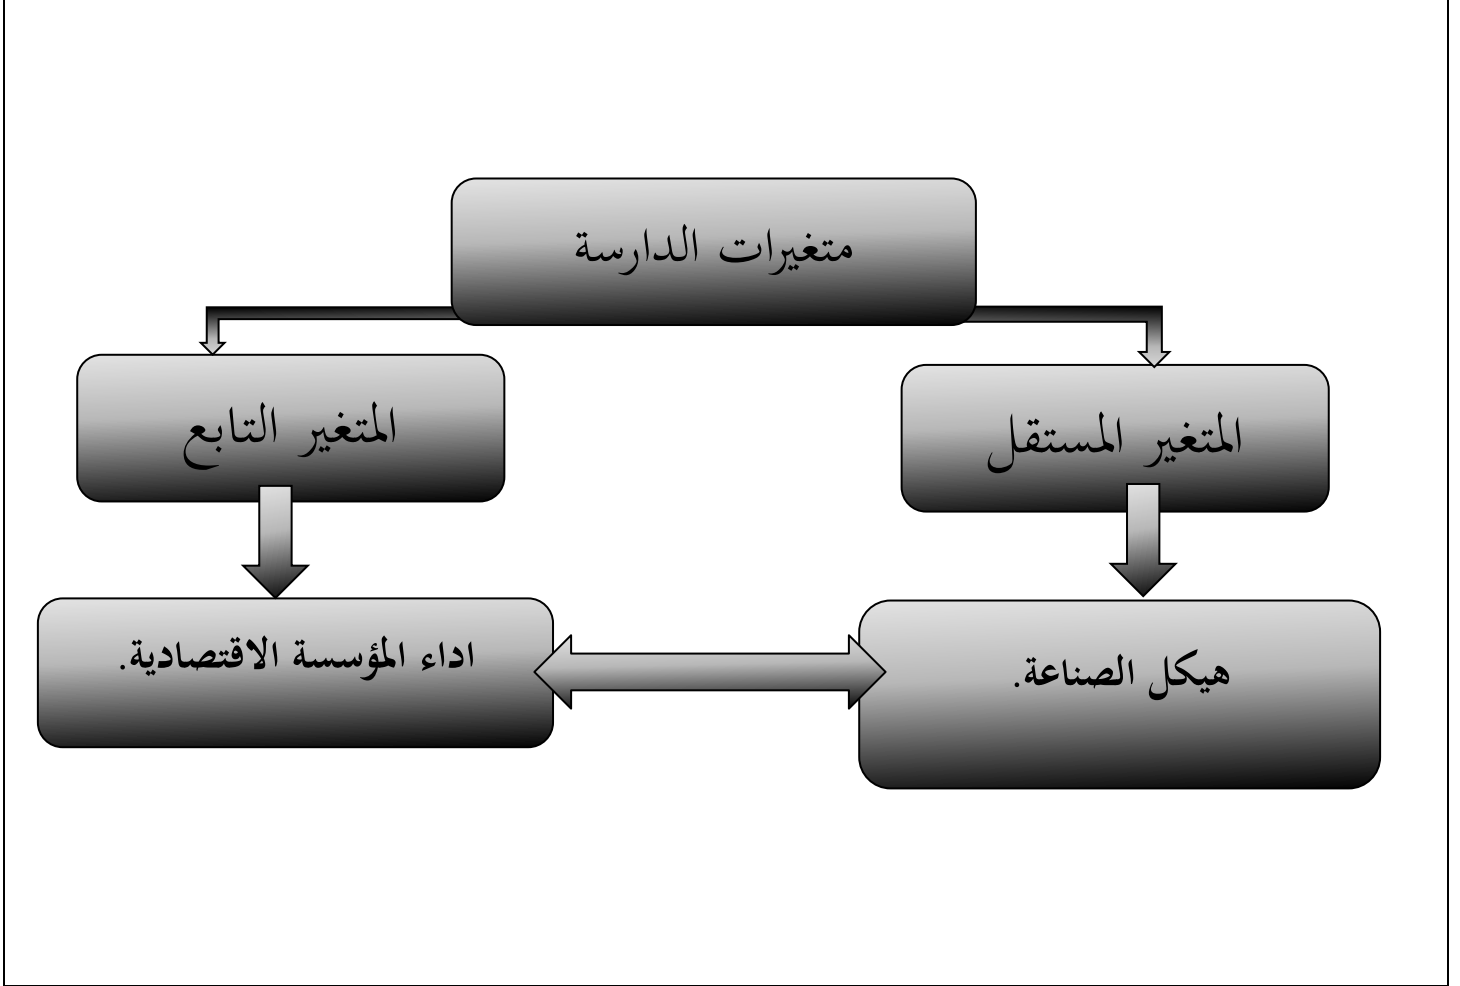 متغيرات الدارسة
المتغير المستقل
المتغير التابع
هيكل الصناعة.
اداء المؤسسة الاقتصادية.